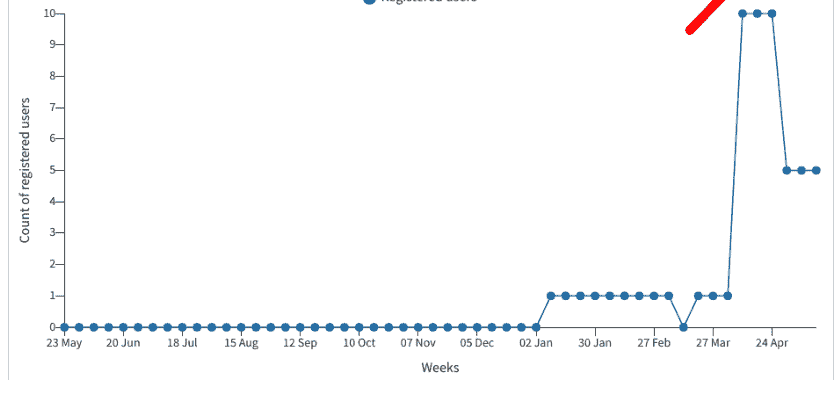 Registered users
10
9
8
7
6
5
4
3
2
1
0
Count of registered users
23 May 20 Jun 18 Jul 15 Aug 12 Sep 10 Oct 07 Nov 05 Dec 02 Jan 30 Jan 27 Feb 27 Mar 24 Apr
Weeks